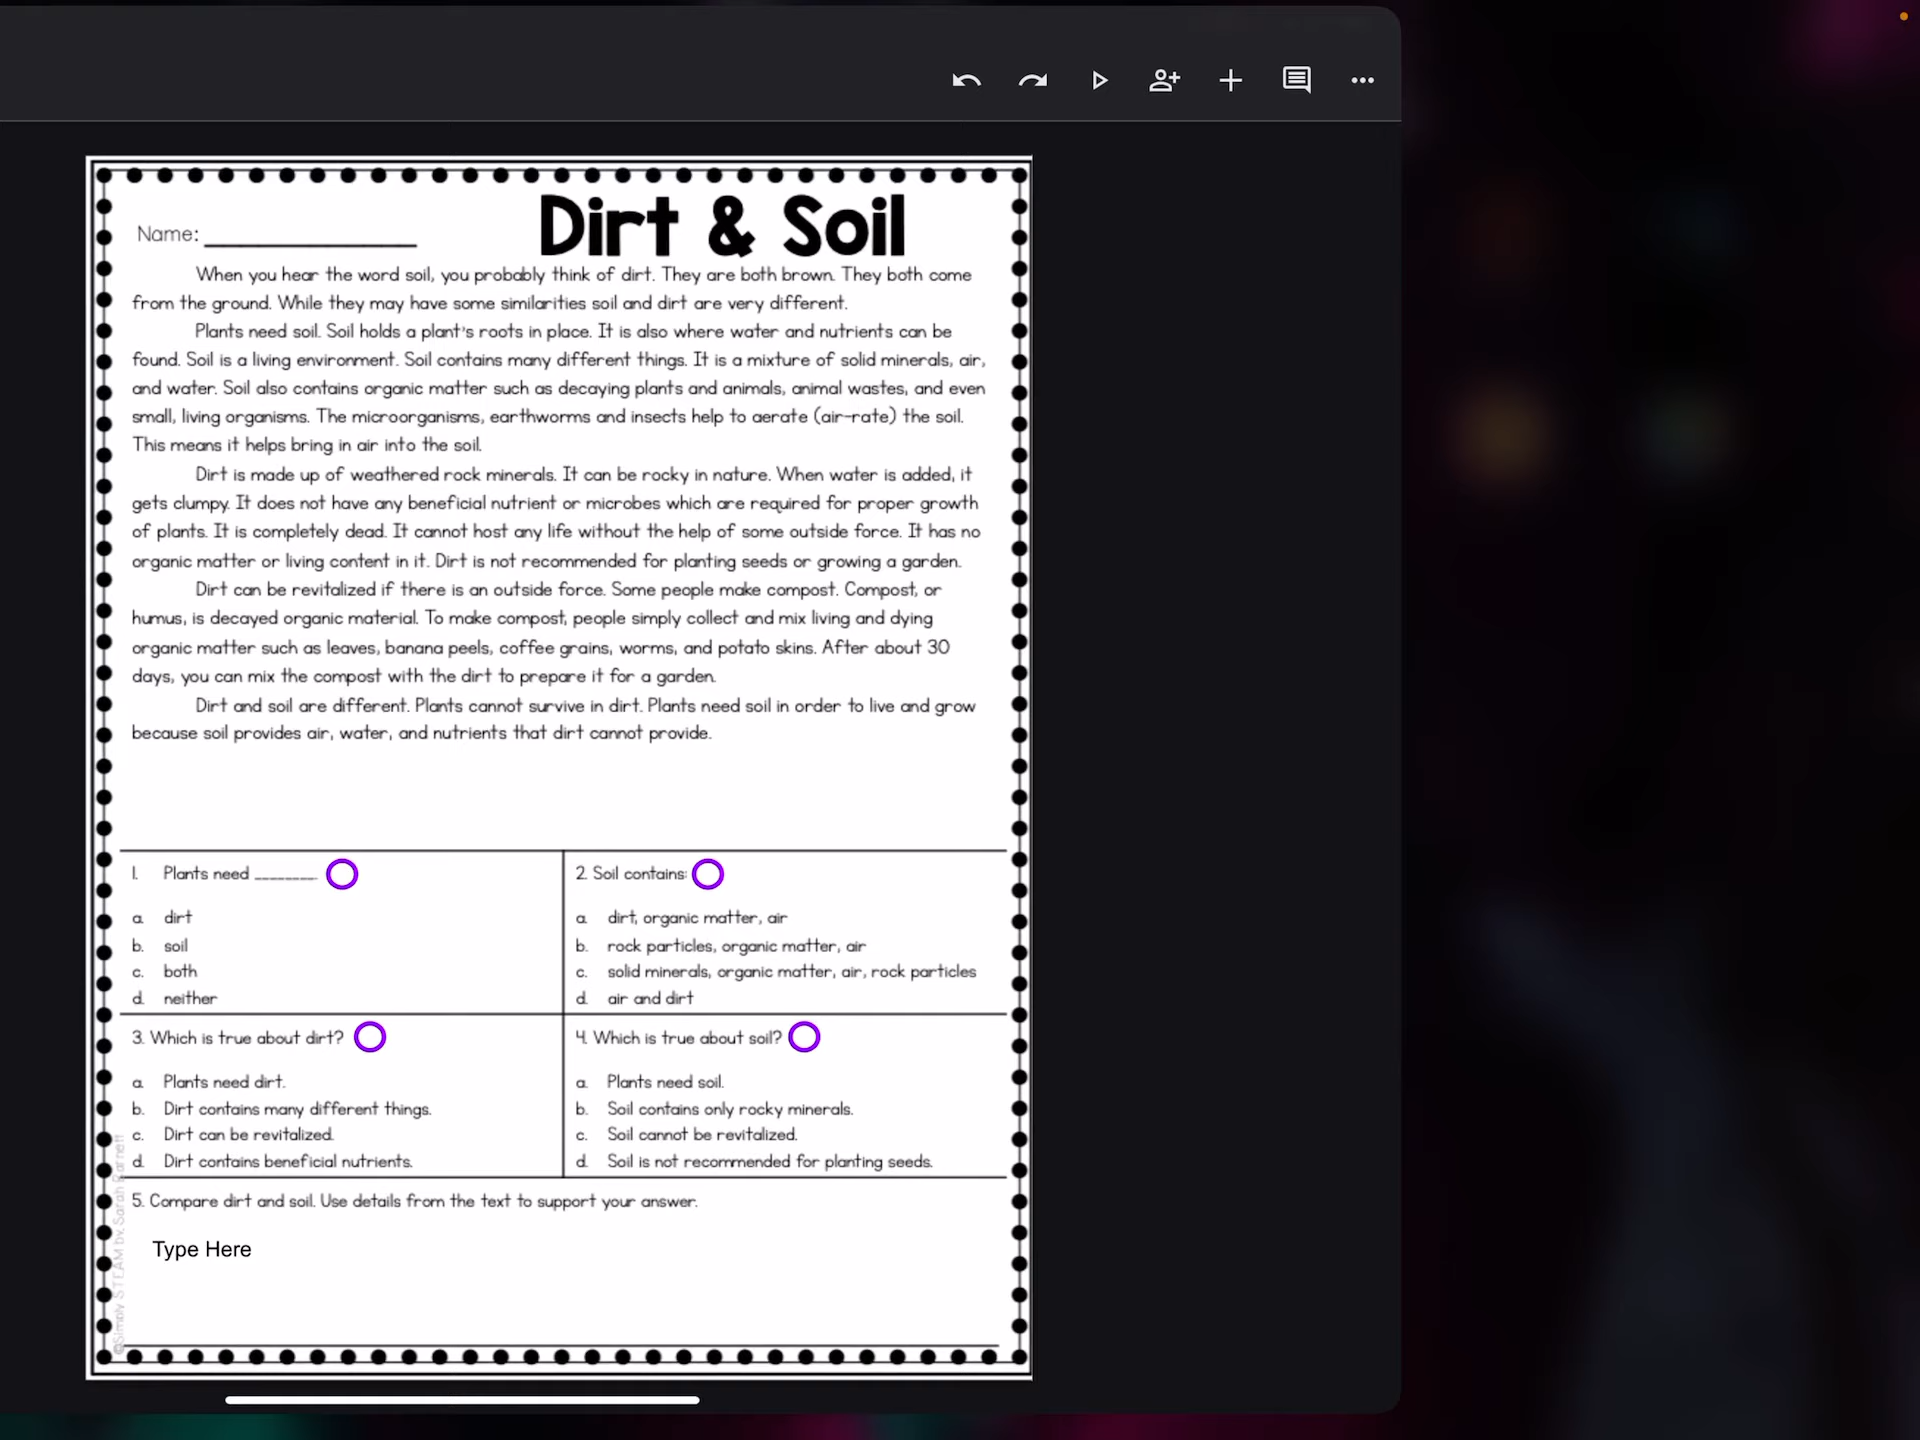 Dirt & Soil
Name: ____________________
When you hear the word soil, you probably think of dirt. They are both brown. They both come
from the ground. While they may have some similarities soil and dirt are very different.
Plants need soil. Soil holds a plant's roots in place. It is also where water and nutrients can be
found. Soil is a living environment. Soil contains many different things. It is a mixture of solid minerals, air,
and water. Soil also contains organic matter such as decaying plants and animals, animal wastes, and even
small, living organisms. The microorganisms, earthworms and insects help to aerate (air-rate) the soil.
This means it helps bring in air into the soil.
Dirt is made up of weathered rock minerals. It can be rocky in nature. When water is added, it
gets clumpy. It does not have any beneficial nutrient or microbes which are required for proper growth
of plants. It is completely dead. It cannot host any life without the help of some outside force. It has no
organic matter or living content in it. Dirt is not recommended for planting seeds or growing a garden.
Dirt can be revitalized if there is an outside force. Some people make compost. Compost, or
humus, is decayed organic material. To make compost, people simply collect and mix living and dying
organic matter such as leaves, banana peels, coffee grains, worms, and potato skins. After about 30
days, you can mix the compost with the dirt to prepare it for a garden.
Dirt and soil are different. Plants cannot survive in dirt. Plants need soil in order to live and grow
because soil provides air, water, and nutrients that dirt cannot provide.
1. Plants need ________.
a. dirt
b. soil
c. both
d. neither
2. Soil contains:
a. dirt, organic matter, air
b. rock particles, organic matter, air
c. solid minerals, organic matter, air, rock particles
d. air and dirt
3. Which is true about dirt?
a. Plants need dirt.
b. Dirt contains many different things.
c. Dirt can be revitalized.
d. Dirt contains beneficial nutrients.
4. Which is true about soil?
a. Plants need soil.
b. Soil contains only rocky minerals.
c. Soil cannot be revitalized.
d. Soil is not recommended for planting seeds.
5. Compare dirt and soil. Use details from the text to support your answer.
Type Here
©Simply STEAM by: Sarah Barnett